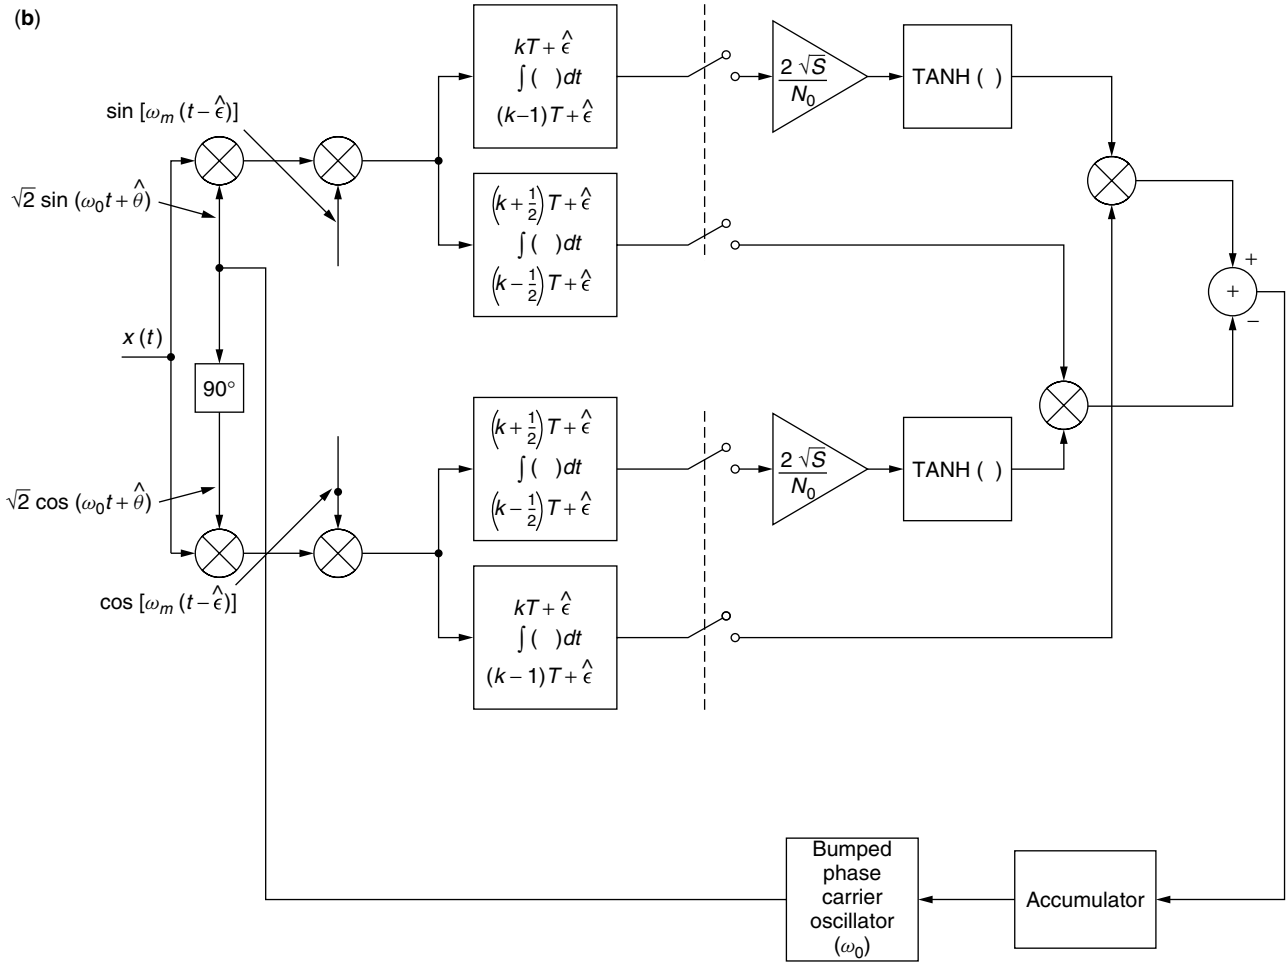 (b)
kT + ϵ̂
∫( )dt
(k−1)T + ϵ̂
2√S
N₀
TANH ( )
sin [ωₘ (t − ϵ̂)]
√2 sin (ω₀t + θ̂)
(k + 1/2)T + ϵ̂
∫( )dt
(k − 1/2)T + ϵ̂
+
+
−
x (t)
90°
(k + 1/2)T + ϵ̂
∫( )dt
(k − 1/2)T + ϵ̂
2√S
N₀
TANH ( )
√2 cos (ω₀t + θ̂)
cos [ωₘ (t − ϵ̂)]
kT + ϵ̂
∫( )dt
(k − 1)T + ϵ̂
Bumped
phase
carrier
oscillator
(ω₀)
Accumulator